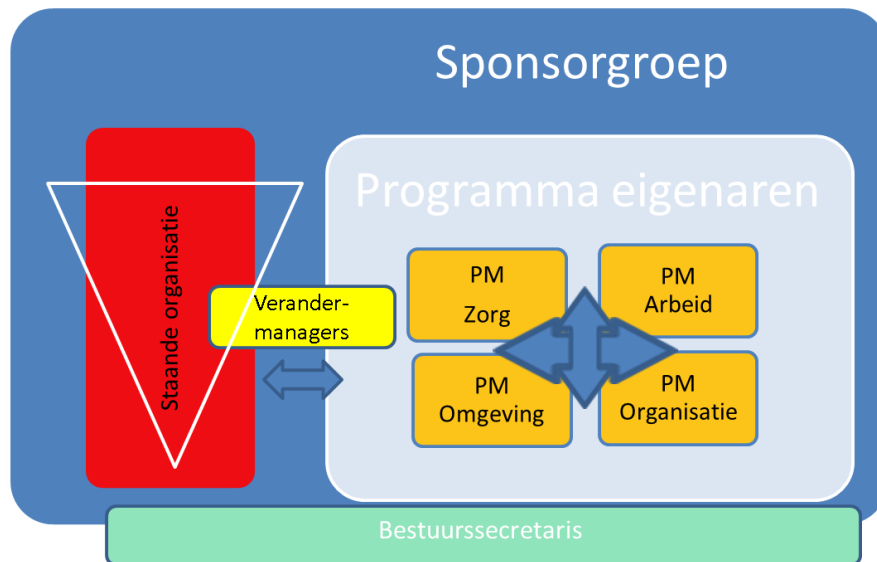 Sponsorgroep
Programma eigenaren
Staande organisatie
Verander-
managers
PM
Zorg
PM
Arbeid
PM
Omgeving
PM
Organisatie
Bestuurssecretaris